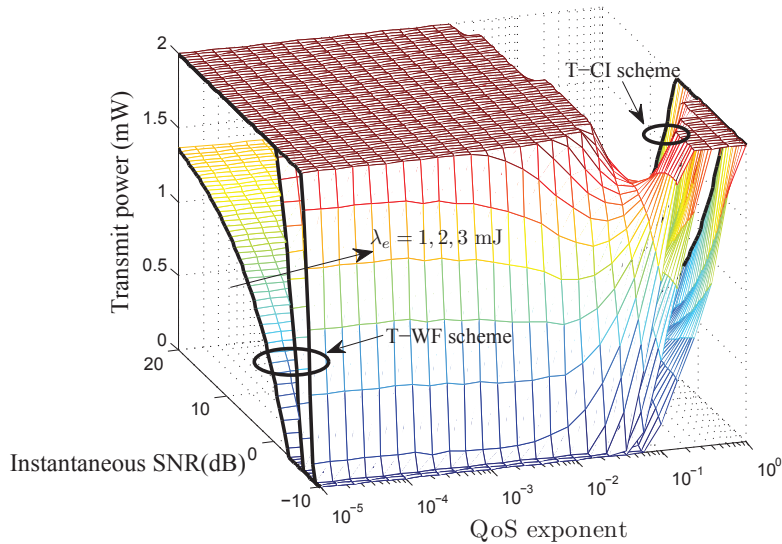 2
1.5
1
0.5
0
Transmit power (mW)
T−CI scheme
λₑ = 1, 2, 3 mJ
T−WF scheme
20
10
0
−10
Instantaneous SNR(dB)
10⁻⁵
10⁻⁴
10⁻³
10⁻²
10⁻¹
10⁰
QoS exponent